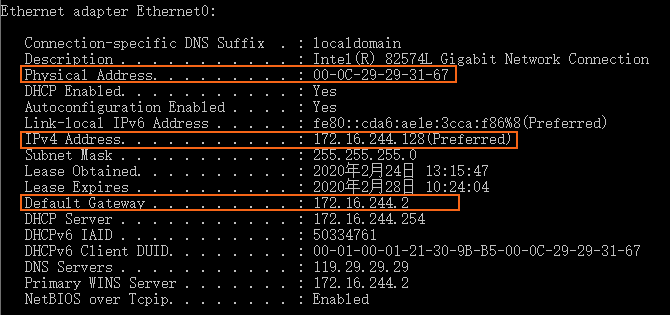 Ethernet adapter Ethernet0:
Connection-specific DNS Suffix  . : localdomain
Description . . . . . . . . . . . : Intel(R) 82574L Gigabit Network Connection
Physical Address. . . . . . . . . : 00-0C-29-29-31-67
DHCP Enabled. . . . . . . . . . . : Yes
Autoconfiguration Enabled . . . . : Yes
Link-local IPv6 Address . . . . . : fe80::cda6:ae1e:3cca:f86%8(Preferred)
IPv4 Address. . . . . . . . . . . : 172.16.244.128(Preferred)
Subnet Mask . . . . . . . . . . . : 255.255.255.0
Lease Obtained. . . . . . . . . . : 2020年2月24日 13:15:47
Lease Expires . . . . . . . . . . : 2020年2月28日 10:24:04
Default Gateway . . . . . . . . . : 172.16.244.2
DHCP Server . . . . . . . . . . . : 172.16.244.254
DHCPv6 IAID . . . . . . . . . . . : 50334761
DHCPv6 Client DUID. . . . . . . . : 00-01-00-01-21-30-9B-B5-00-0C-29-29-31-67
DNS Servers . . . . . . . . . . . : 119.29.29.29
Primary WINS Server . . . . . . . : 172.16.244.2
NetBIOS over Tcpip. . . . . . . . : Enabled